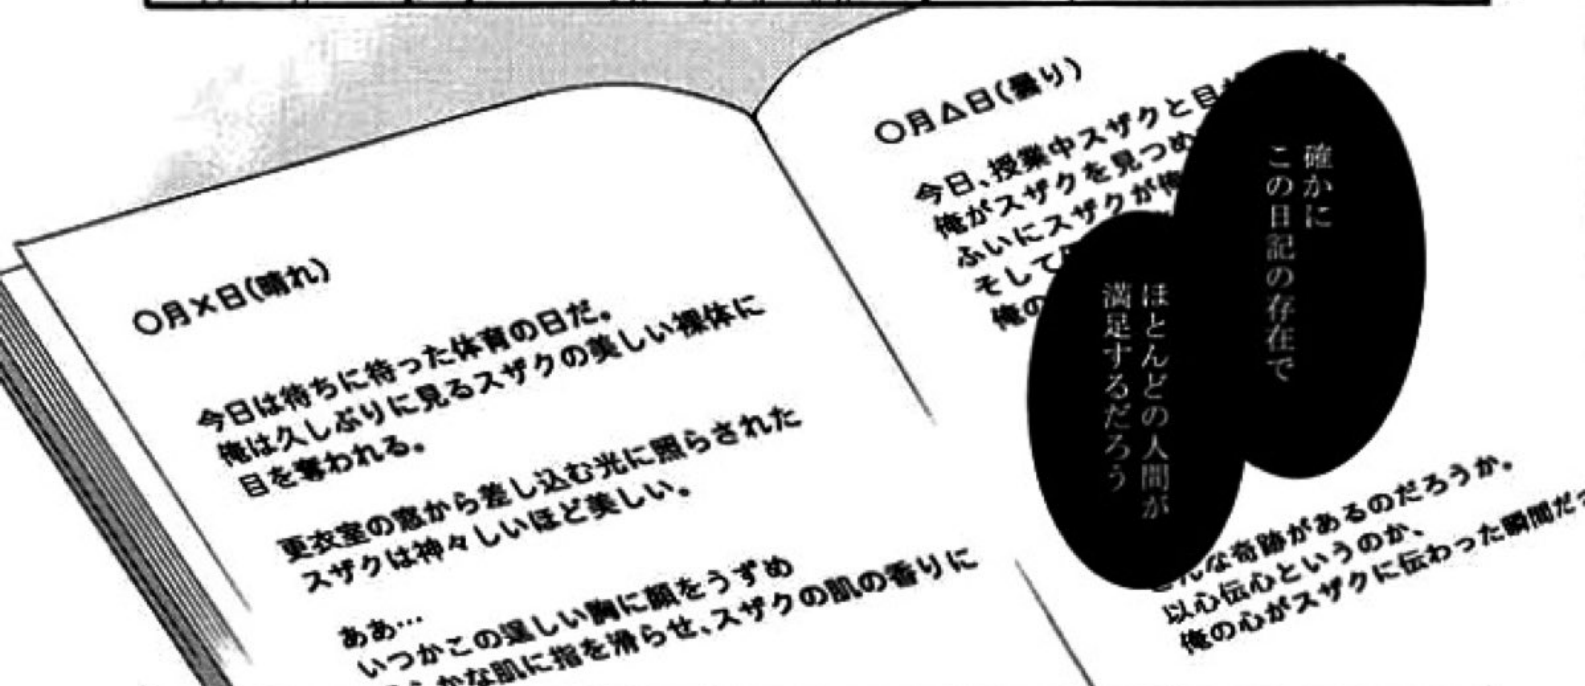 〇月×日(晴れ)
今日は待ちに待った体育の日だ。
俺は久しぶりに見るスザクの美しい裸体に
目を奪われる。
更衣室の窓から差し込む光に照らされた
スザクは神々しいほど美しい。
ああ…
いつかこの逞しい胸に顔をうずめ
かな肌に指を滑らせ、スザクの肌の香りに
〇月△日(曇り)
今日、授業中スザクと目が
俺がスザクを見つめ
ふいにスザクが俺
そして
俺の
んな奇跡があるのだろうか。
以心伝心というのか、
俺の心がスザクに伝わった瞬間だっ
確かに
この日記の存在で
ほとんどの人間が
満足するだろう